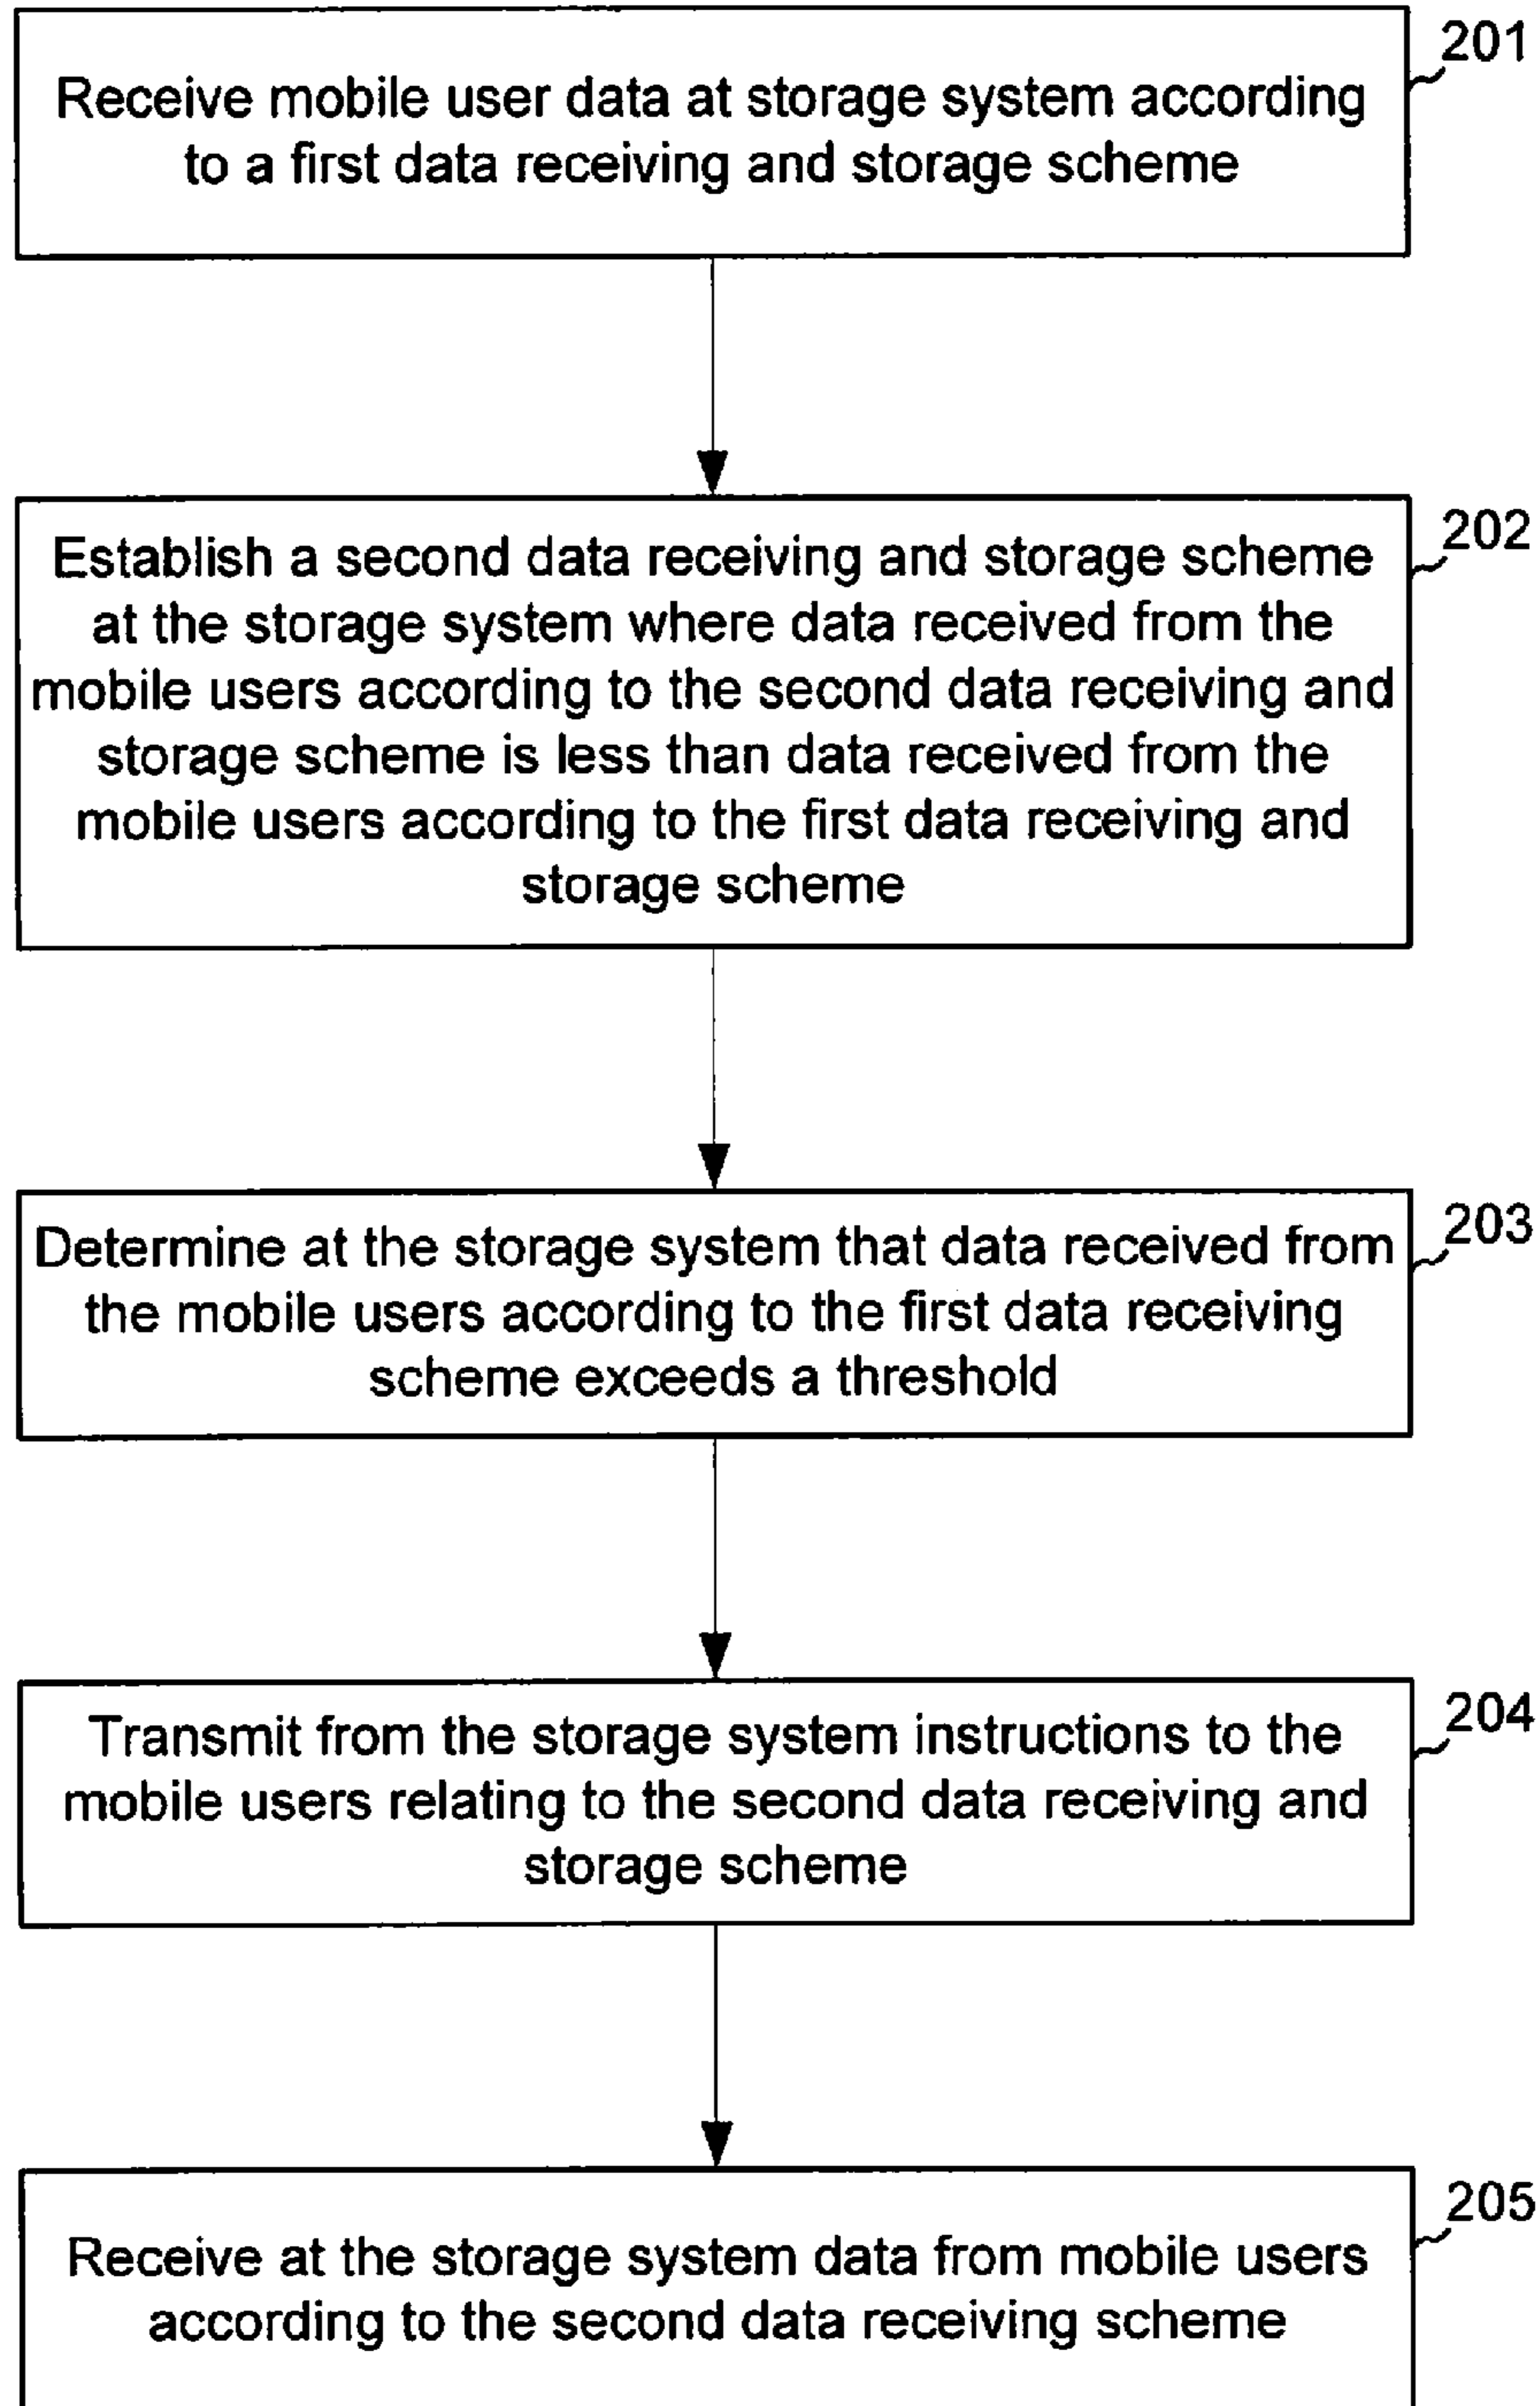 201
Receive mobile user data at storage system according
to a first data receiving and storage scheme
202
Establish a second data receiving and storage scheme
at the storage system where data received from the
mobile users according to the second data receiving and
storage scheme is less than data received from the
mobile users according to the first data receiving and
storage scheme
203
Determine at the storage system that data received from
the mobile users according to the first data receiving
scheme exceeds a threshold
204
Transmit from the storage system instructions to the
mobile users relating to the second data receiving and
storage scheme
205
Receive at the storage system data from mobile users
according to the second data receiving scheme